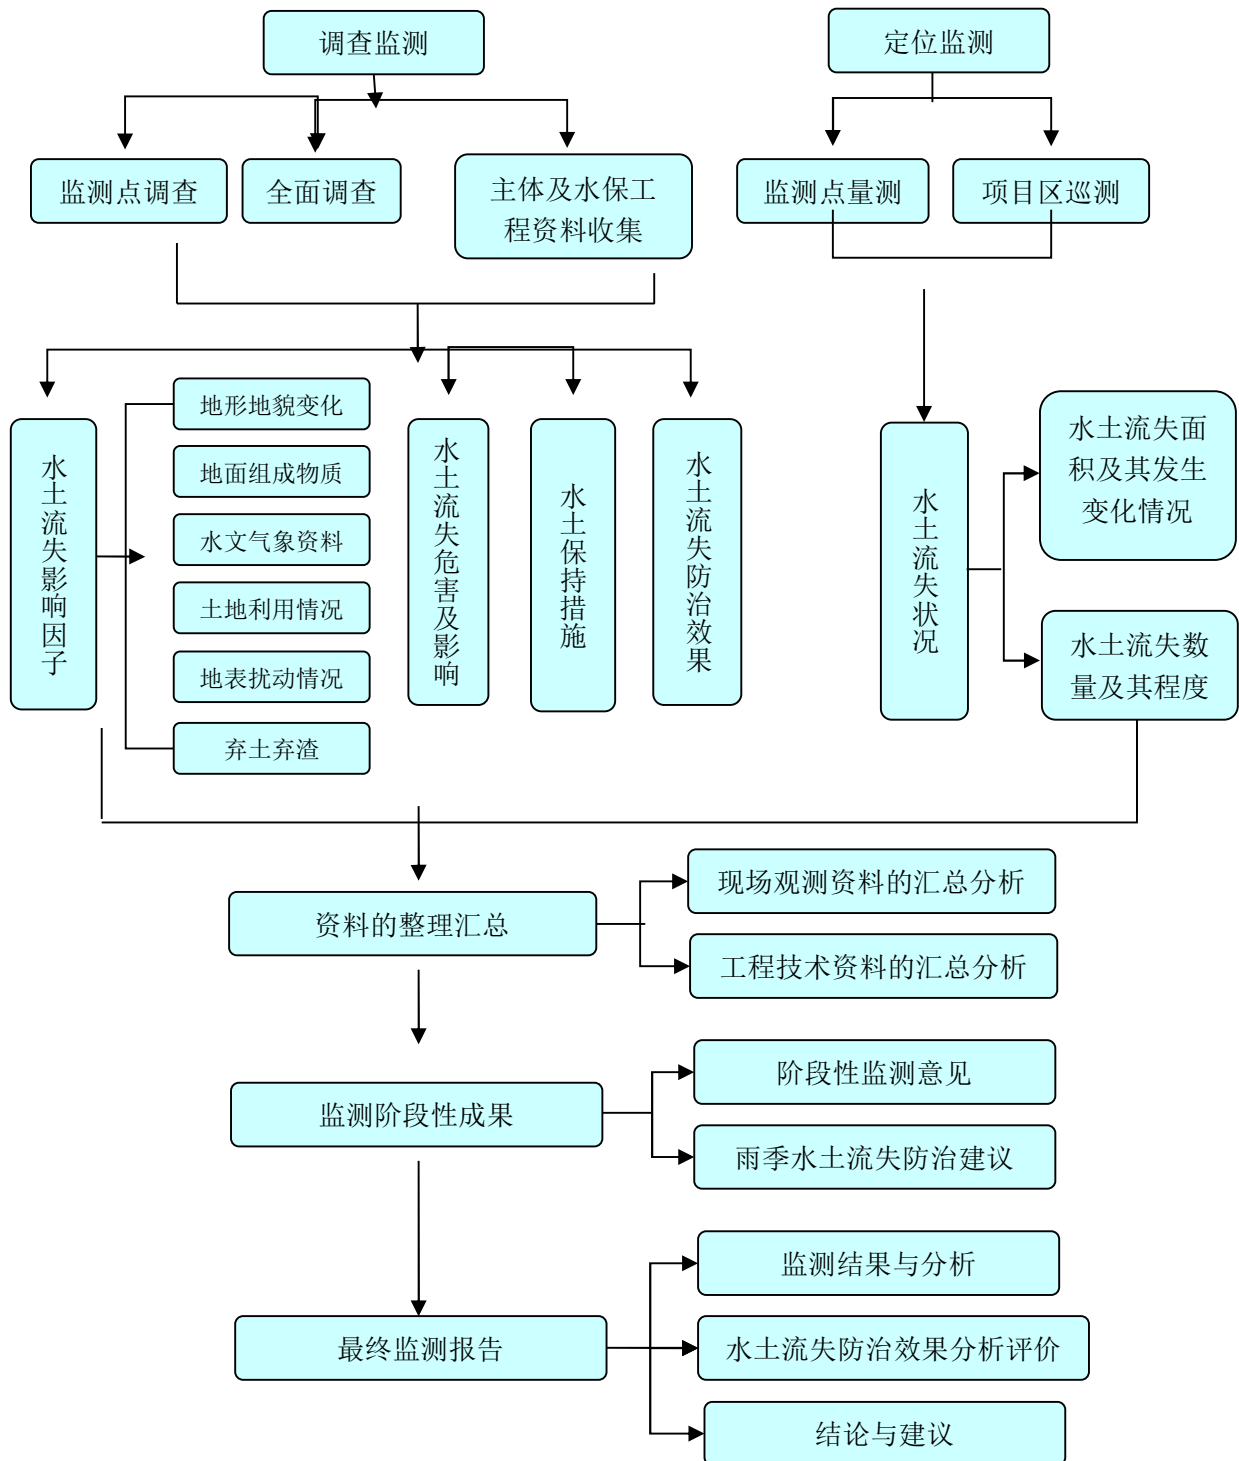 调查监测
定位监测
监测点调查
全面调查
主体及水保工
程资料收集
监测点量测
项目区巡测
水土流失影响因子
地形地貌变化
地面组成物质
水文气象资料
土地利用情况
地表扰动情况
弃土弃渣
水土流失危害及影响
水土保持措施
水土流失防治效果
水土流失状况
水土流失面
积及其发生
变化情况
水土流失数
量及其程度
资料的整理汇总
现场观测资料的汇总分析
工程技术资料的汇总分析
监测阶段性成果
阶段性监测意见
雨季水土流失防治建议
最终监测报告
监测结果与分析
水土流失防治效果分析评价
结论与建议